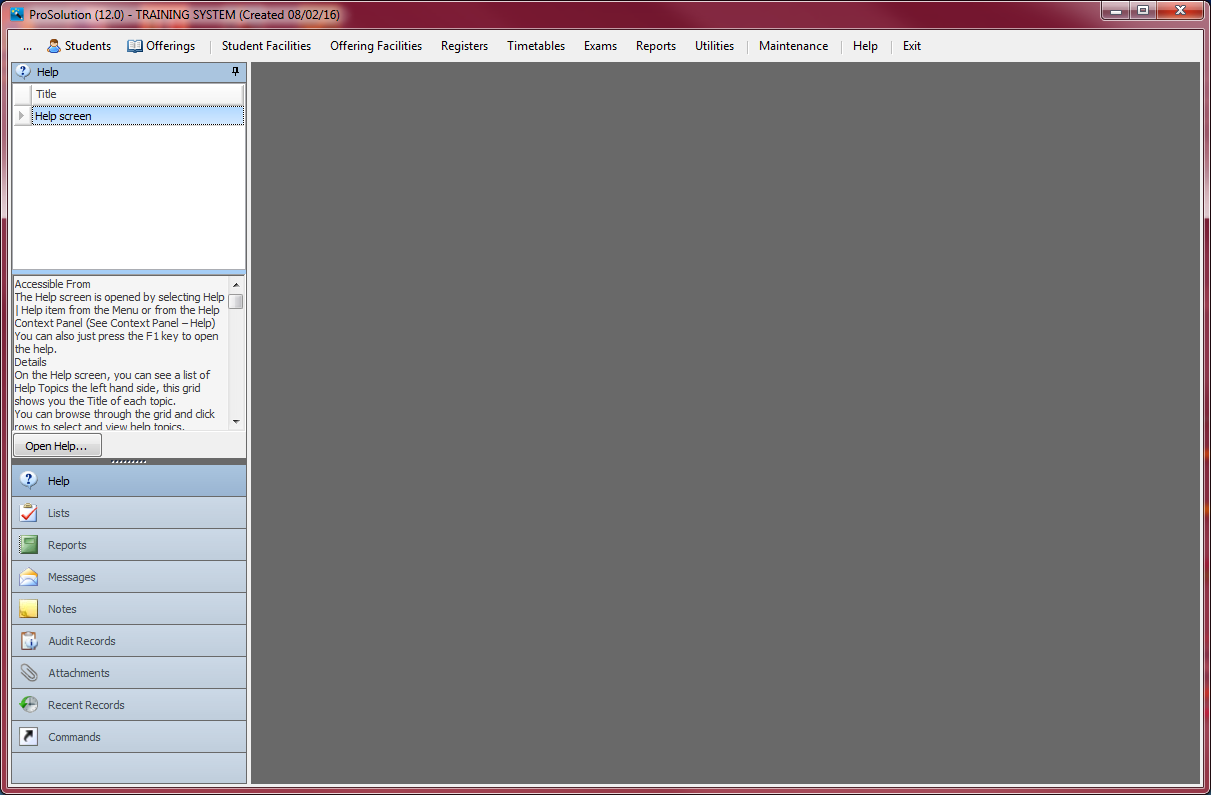 ProSolution (12.0) - TRAINING SYSTEM (Created 08/02/16)
... Students Offerings Student Facilities Offering Facilities Registers Timetables Exams Reports Utilities Maintenance Help Exit
Help
Title
Help screen
Accessible From
The Help screen is opened by selecting Help
| Help item from the Menu or from the Help
Context Panel (See Context Panel – Help)
You can also just press the F1 key to open
the help.
Details
On the Help screen, you can see a list of
Help Topics the left hand side, this grid
shows you the Title of each topic.
You can browse through the grid and click
rows to select and view help topics.
Open Help...
Help
Lists
Reports
Messages
Notes
Audit Records
Attachments
Recent Records
Commands